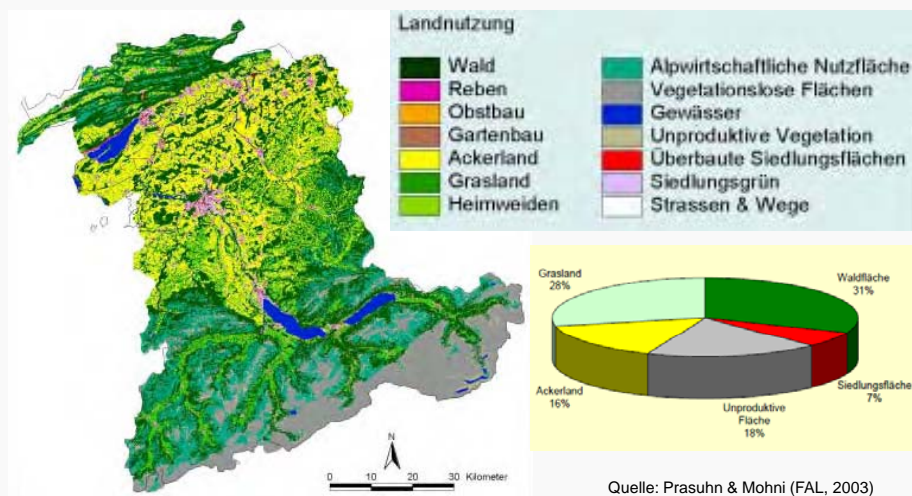 Landnutzung
Wald
Reben
Obstbau
Gartenbau
Ackerland
Grasland
Heimweiden
Alpwirtschaftliche Nutzfläche
Vegetationslose Flächen
Gewässer
Unproduktive Vegetation
Überbaute Siedlungsflächen
Siedlungsgrün
Strassen & Wege
Grasland
28%
Waldfläche
31%
Ackerland
16%
Unproduktive
Fläche
18%
Siedlungsfläche
7%
N
0 10 20 30 Kilometer
Quelle: Prasuhn & Mohni (FAL, 2003)